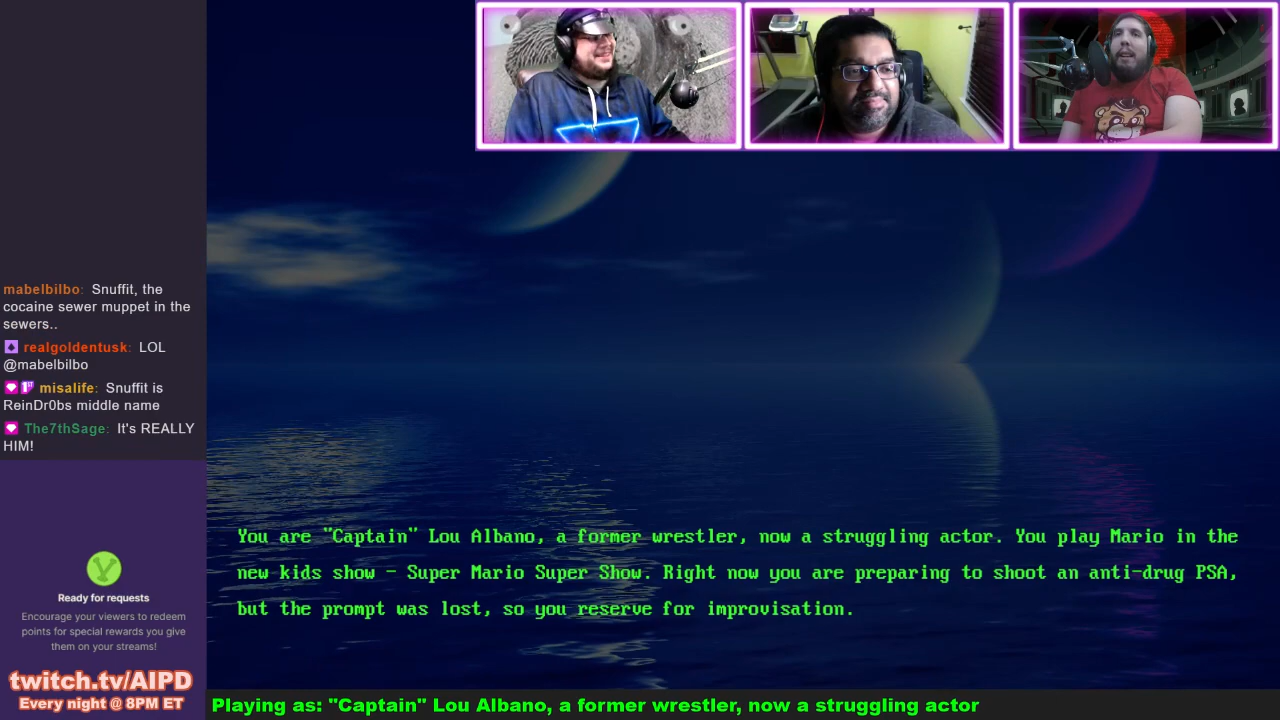 mabelbilbo: Snuffit, the
cocaine sewer muppet in the
sewers..
realgoldentusk: LOL
@mabelbilbo
misalife: Snuffit is
ReinDr0bs middle name
The7thSage: It's REALLY
HIM!
You are "Captain" Lou Albano, a former wrestler, now a struggling actor. You play Mario in the
new kids show - Super Mario Super Show. Right now you are preparing to shoot an anti-drug PSA,
but the prompt was lost, so you reserve for improvisation.
Ready for requests
Encourage your viewers to redeem
points for special rewards you give
them on your streams!
twitch.tv/AIPD
Every night @ 8PM ET
Playing as: "Captain" Lou Albano, a former wrestler, now a struggling actor